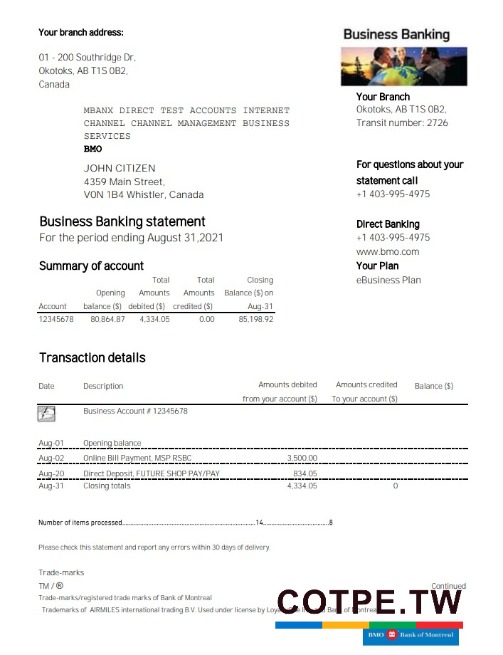 Your branch address:
Business Banking
01 - 200 Southridge Dr,
Okotoks, AB T1S 0B2,
Canada
Your Branch
Okotoks, AB T1S 0B2,
Transit number: 2726
MBANX DIRECT TEST ACCOUNTS INTERNET
CHANNEL CHANNEL MANAGEMENT BUSINESS
SERVICES
BMO
JOHN CITIZEN
4359 Main Street,
V0N 1B4 Whistler, Canada
For questions about your
statement call
+1 403-995-4975
Business Banking statement
For the period ending August 31,2021
Direct Banking
+1 403-995-4975
www.bmo.com
Your Plan
eBusiness Plan
Summary of account
Total Total Closing
Opening Amounts Amounts Balance ($) on
Account balance ($) debited ($) credited ($) Aug-31
12345678 80,864.87 4,334.05 0.00 85,198.92
Transaction details
Date Description Amounts debited Amounts credited Balance ($)
from your account ($) To your account ($)
Business Account # 12345678
Aug-01 Opening balance
Aug-02 Online Bill Payment, MSP RSBC 3,500.00
Aug-20 Direct Deposit, FUTURE SHOP PAY/PAY 834.05
Aug-31 Closing totals 4,334.05 0
Number of items processed.....14.....8
Please check this statement and report any errors within 30 days of delivery.
Trade-marks
TM / ® Continued
Trade-marks/registered trade marks of Bank of Montreal
Trademarks of AIRMILES international trading B.V. Used under license by Bank of Montreal
COTPE.TW
BMO Bank of Montreal